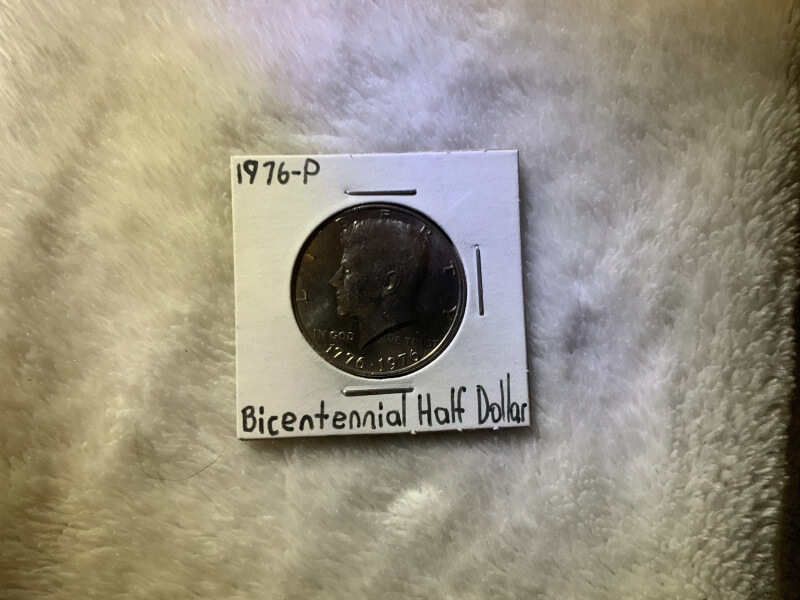 1976-P
LIBERTY
IN GOD WE TRUST
1776·1976
Bicentennial Half Dollar